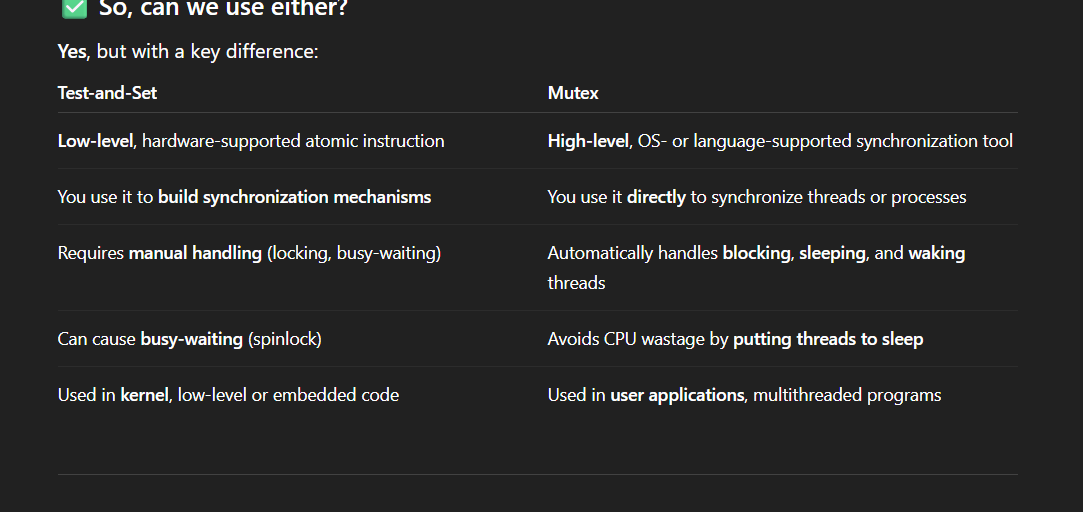 ✅ So, can we use either?
Yes, but with a key difference:
Test-and-Set Mutex
Low-level, hardware-supported atomic instruction High-level, OS- or language-supported synchronization tool
You use it to build synchronization mechanisms You use it directly to synchronize threads or processes
Requires manual handling (locking, busy-waiting) Automatically handles blocking, sleeping, and waking
threads
Can cause busy-waiting (spinlock) Avoids CPU wastage by putting threads to sleep
Used in kernel, low-level or embedded code Used in user applications, multithreaded programs